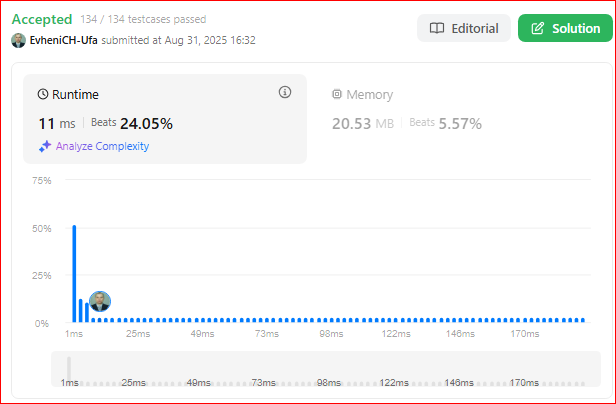 Accepted 134 / 134 testcases passed
EvheniCH-Ufa submitted at Aug 31, 2025 16:32
Editorial
Solution
Runtime
11 ms Beats 24.05%
Analyze Complexity
Memory
20.53 MB Beats 5.57%
75%
50%
25%
0%
1ms 25ms 49ms 73ms 98ms 122ms 146ms 170ms
1ms 25ms 49ms 73ms 98ms 122ms 146ms 170ms